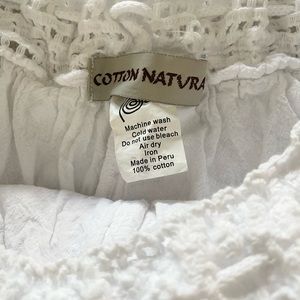 COTTON NATVRA
Machine wash
Cold water
Do not use bleach
Air dry
Iron
Made in Peru
100% cotton